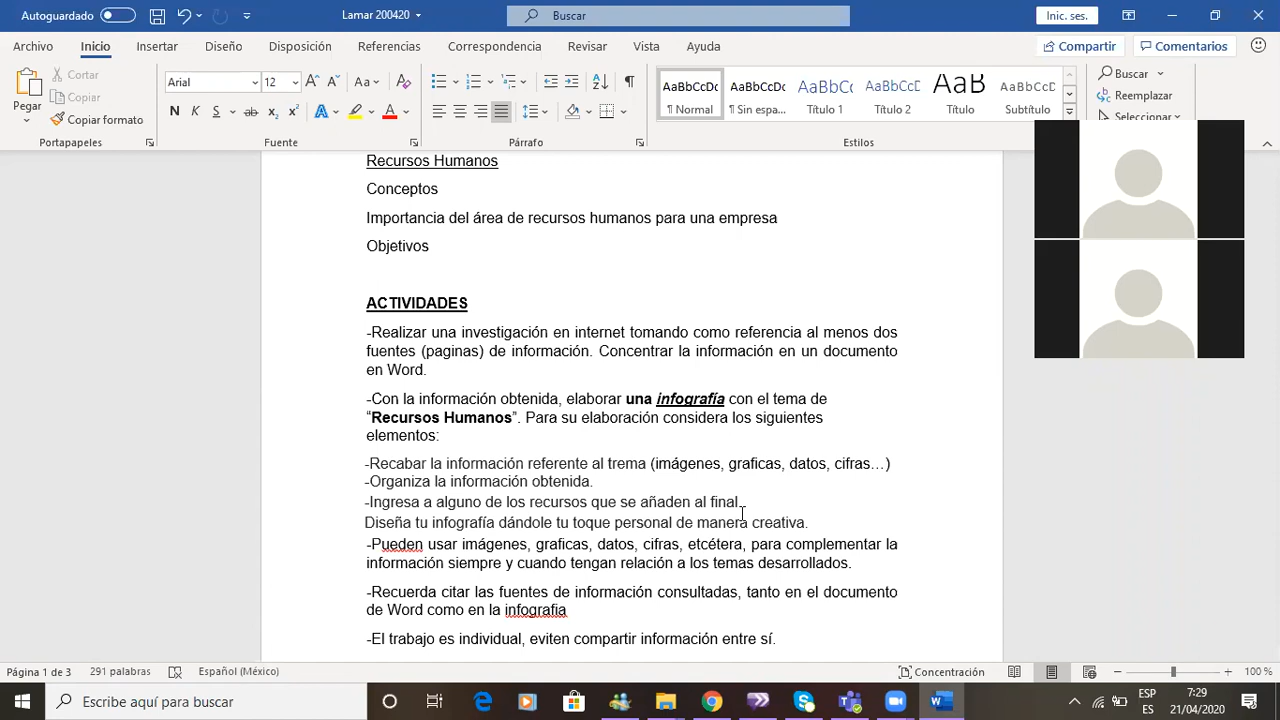 Autoguardado
Lamar 200420
Buscar
Inic. ses.
Archivo Inicio Insertar Diseño Disposición Referencias Correspondencia Revisar Vista Ayuda
Compartir Comentarios
Pegar
Cortar
Copiar
Copiar formato
Portapapeles
Arial 12
Aa
N K S ab x₂ x²
Fuente
Párrafo
AaBbCcDc AaBbCcDc AaBbCc AaBbCcD AaB AaBbCcD
¶ Normal ¶ Sin espa... Título 1 Título 2 Título Subtítulo
Estilos
Buscar
Reemplazar
Seleccionar
Recursos Humanos
Conceptos
Importancia del área de recursos humanos para una empresa
Objetivos
ACTIVIDADES
-Realizar una investigación en internet tomando como referencia al menos dos
fuentes (paginas) de información. Concentrar la información en un documento
en Word.
-Con la información obtenida, elaborar una infografía con el tema de
“Recursos Humanos”. Para su elaboración considera los siguientes
elementos:
-Recabar la información referente al trema (imágenes, graficas, datos, cifras…)
-Organiza la información obtenida.
-Ingresa a alguno de los recursos que se añaden al final.
Diseña tu infografía dándole tu toque personal de manera creativa.
-Pueden usar imágenes, graficas, datos, cifras, etcétera, para complementar la
información siempre y cuando tengan relación a los temas desarrollados.
-Recuerda citar las fuentes de información consultadas, tanto en el documento
de Word como en la infografia
-El trabajo es individual, eviten compartir información entre sí.
Página 1 de 3 291 palabras Español (México) Concentración 100 %
Escribe aquí para buscar
ESP
ES
7:29
21/04/2020